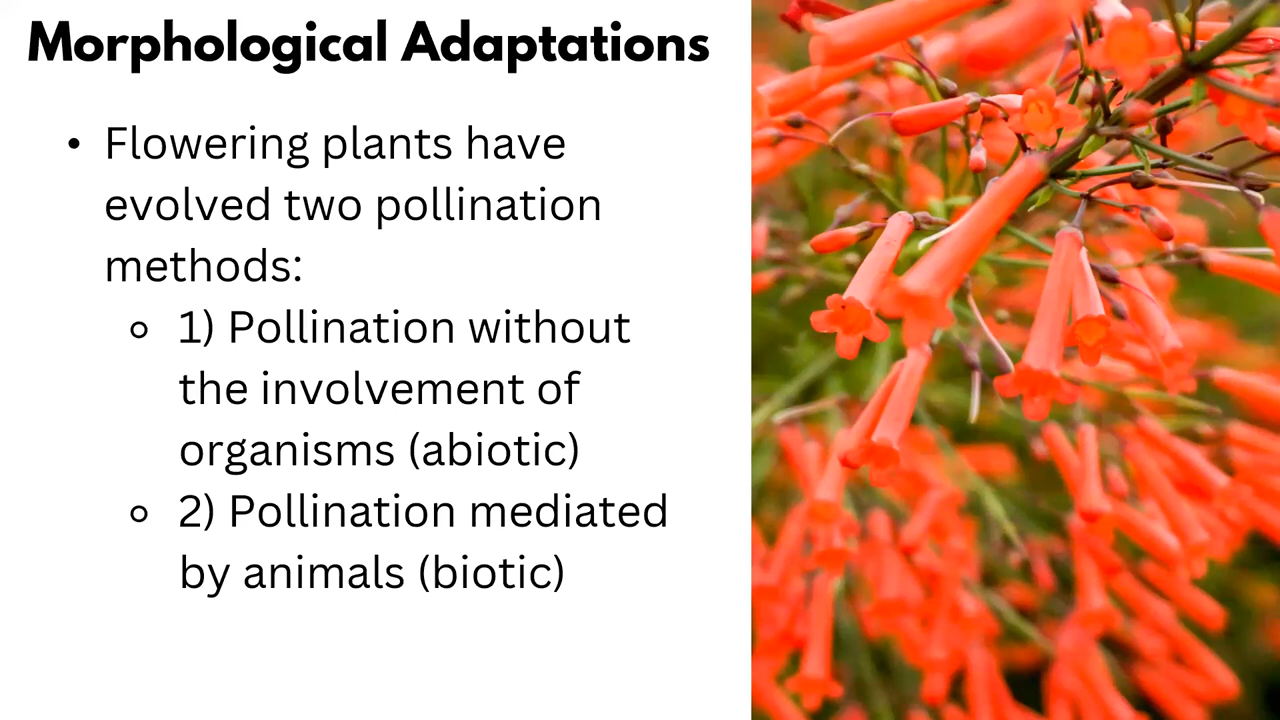 Morphological Adaptations
• Flowering plants have
evolved two pollination
methods:
◦ 1) Pollination without
the involvement of
organisms (abiotic)
◦ 2) Pollination mediated
by animals (biotic)